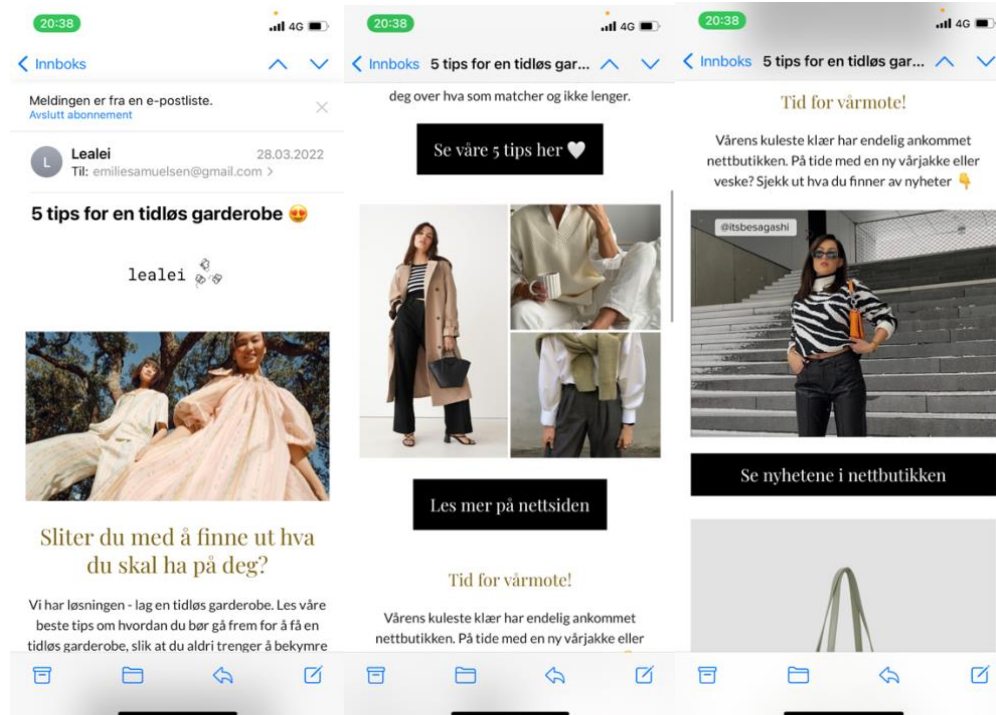 20:38
4G
Innboks
Meldingen er fra en e-postliste.
Avslutt abonnement
L
Lealei
28.03.2022
Til: emiliesamuelsen@gmail.com
5 tips for en tidløs garderobe 😍
lealei
Sliter du med å finne ut hva
du skal ha på deg?
Vi har løsningen - lag en tidløs garderobe. Les våre
beste tips om hvordan du bør gå frem for å få en
tidløs garderobe, slik at du aldri trenger å bekymre
20:38
4G
Innboks
5 tips for en tidløs gar...
deg over hva som matcher og ikke lenger.
Se våre 5 tips her 🤍
Les mer på nettsiden
Tid for vårmote!
Vårens kuleste klær har endelig ankommet
nettbutikken. På tide med en ny vårjakke eller
20:38
4G
Innboks
5 tips for en tidløs gar...
Tid for vårmote!
Vårens kuleste klær har endelig ankommet
nettbutikken. På tide med en ny vårjakke eller
veske? Sjekk ut hva du finner av nyheter 👇
@itsbesagashi
Se nyhetene i nettbutikken